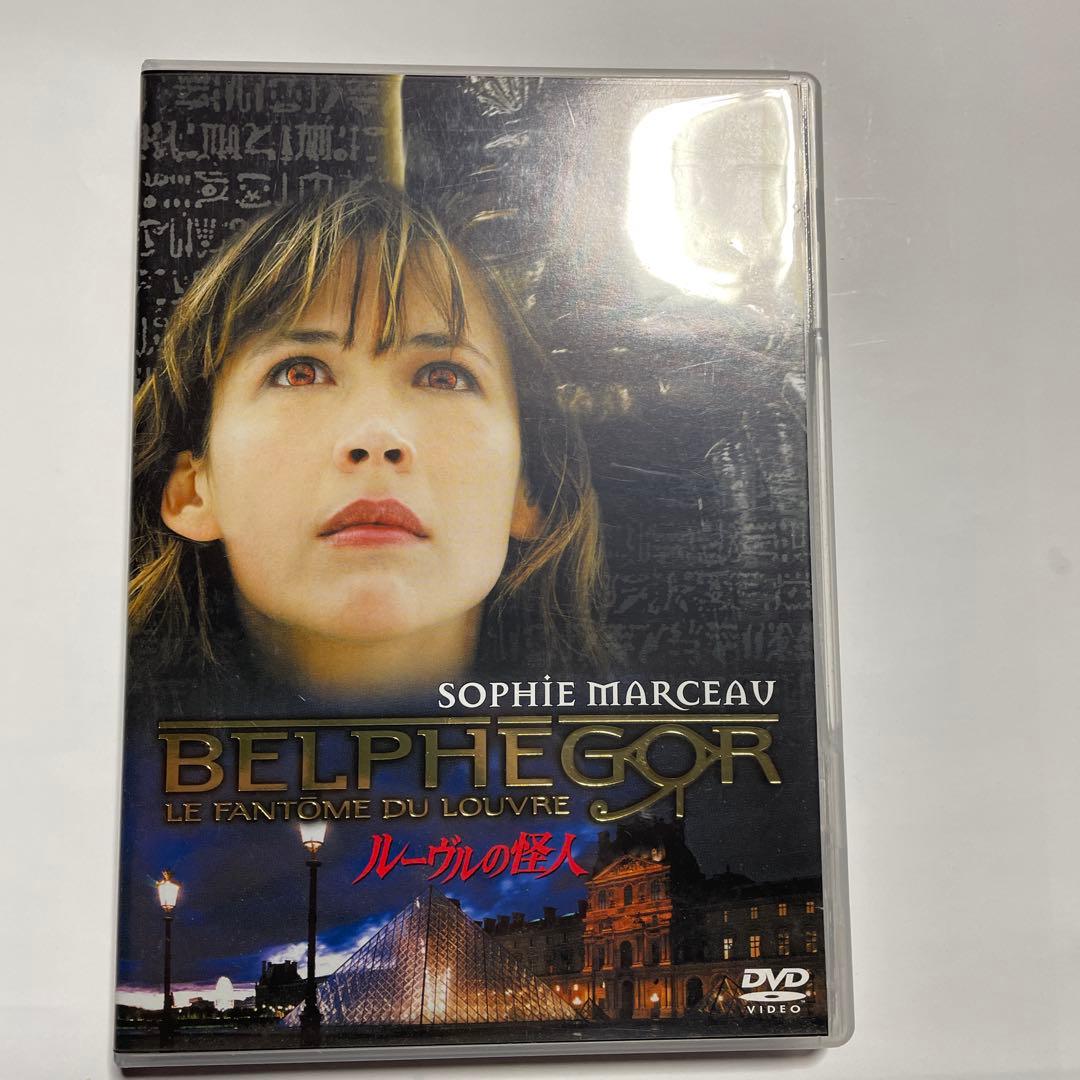 SOPHIE MARCEAU
BELPHEGOR
LE FANTÔME DU LOUVRE
ルーヴルの怪人
DVD
VIDEO